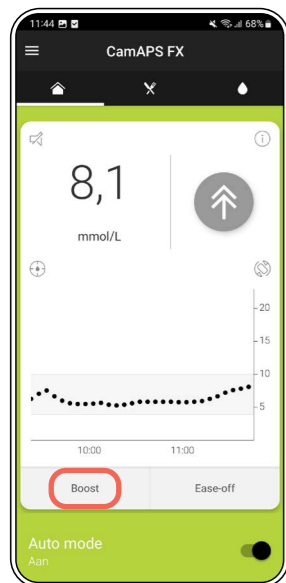 11:44 68%
CamAPS FX
8,1
mmol/L
20
15
10
5
10:00 11:00
Boost Ease-off
Auto mode
Aan